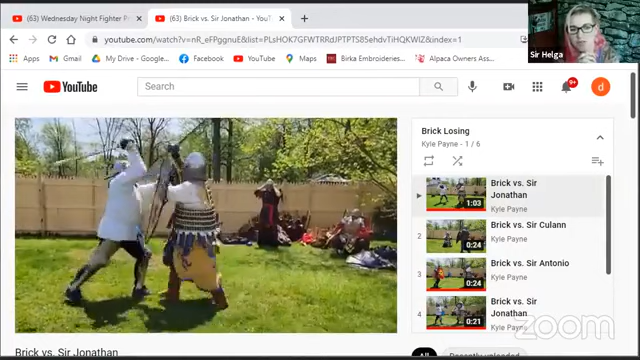 (63) Wednesday Night Fighter Pr
(63) Brick vs. Sir Jonathan - YouT
youtube.com/watch?v=nR_eFPggnuE&list=PLsHOK7GFWTRRdJPTPTS8SehdvTiHQKWIZ&index=1
Apps
Gmail
My Drive - Google...
Facebook
YouTube
Maps
Birka Embroideries...
Alpaca Owners Ass...
Sir Helga
YouTube
Search
9+
d
Brick Losing
Kyle Payne - 1 / 6
Brick vs. Sir
Jonathan
Kyle Payne
1:03
2
Brick vs. Sir Culann
Kyle Payne
0:24
3
Brick vs. Sir Antonio
Kyle Payne
0:24
4
Brick vs. Sir
Jonathan
Kyle Payne
0:21
zoom
Brick vs. Sir Jonathan
All
Recently uploaded